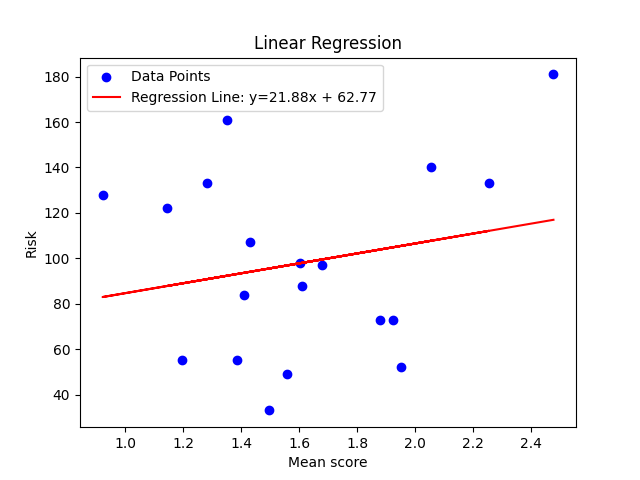 Linear Regression
Data Points
Regression Line: y=21.88x + 62.77
Risk
180
160
140
120
100
80
60
40
1.0 1.2 1.4 1.6 1.8 2.0 2.2 2.4
Mean score